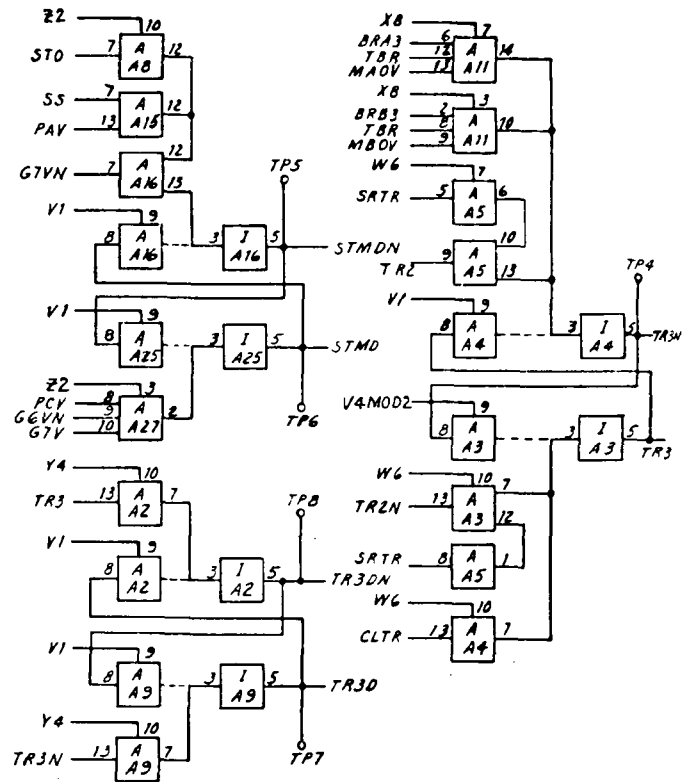 Z2
10
STO 7 A A8 12
SS 7 A A15 12
PAV 13
12
G7VN 7 A A16 13
V1
9
8 A A16 3 I A16 5 STMDN
TP5
V1
9
8 A A25 3 I A25 5 STMD
TP6
Z2
3
PCV 8 A A27 2
G6VN 9
G7V 10
Y4
10
TR3 13 A A2 7
V1
9
8 A A2 3 I A2 5 TR3DN
TP8
V1
9
8 A A9 3 I A9 5 TR3D
TP7
Y4
10
TR3N 13 A A9 7
X8
7
BRA3 6 A A11 14
TBR 12
MAOV 13
X8
3
BRB3 2 A A11 10
TBR 8
MBOV 9
W6
7
SRTR 5 A A5 6
10
TR2 9 A A5 13
V1
9
8 A A4 3 I A4 5 TR3N
TP4
V4MOD2
9
8 A A3 3 I A3 5 TR3
W6
10
TR2N 13 A A3 7
12
SRTR 8 A A5 1
W6
10
CLTR 13 A A4 7